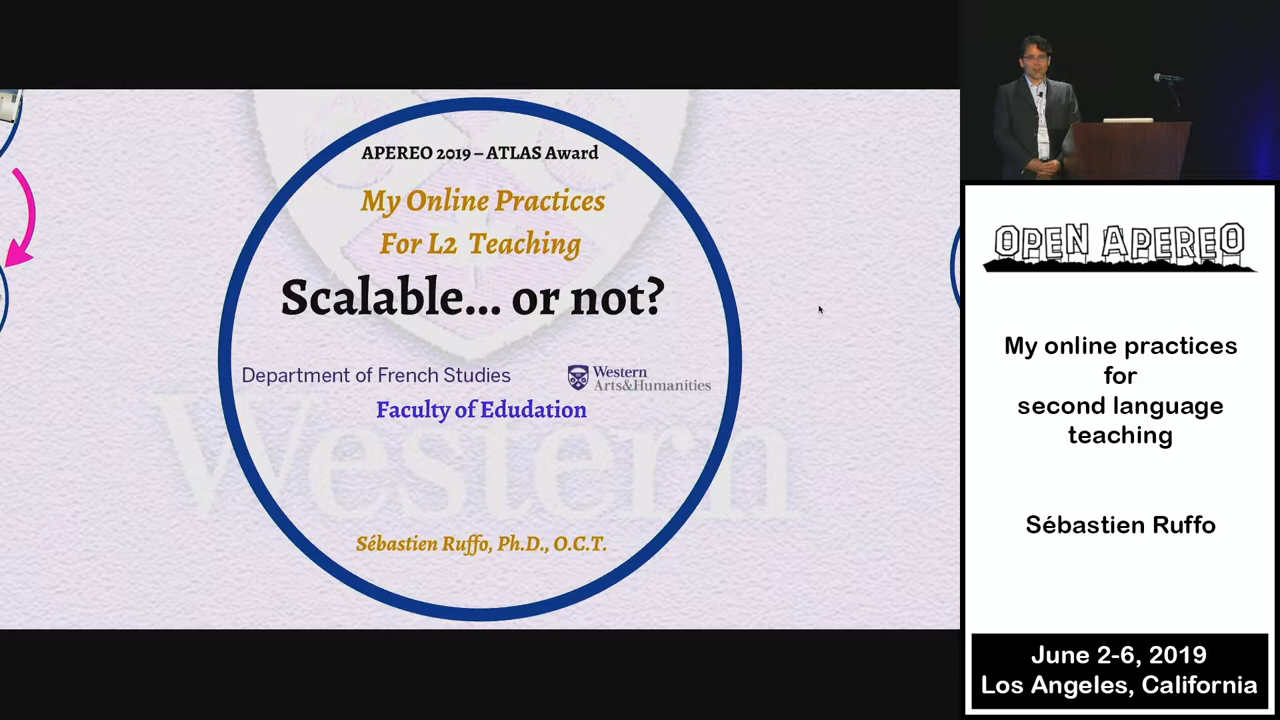 APEREO 2019 – ATLAS Award
My Online Practices
For L2 Teaching
Scalable... or not?
Department of French Studies
Western
Arts&Humanities
Faculty of Edudation
Western
Sébastien Ruffo, Ph.D., O.C.T.
OPEN APEREO
My online practices
for
second language
teaching
Sébastien Ruffo
June 2-6, 2019
Los Angeles, California